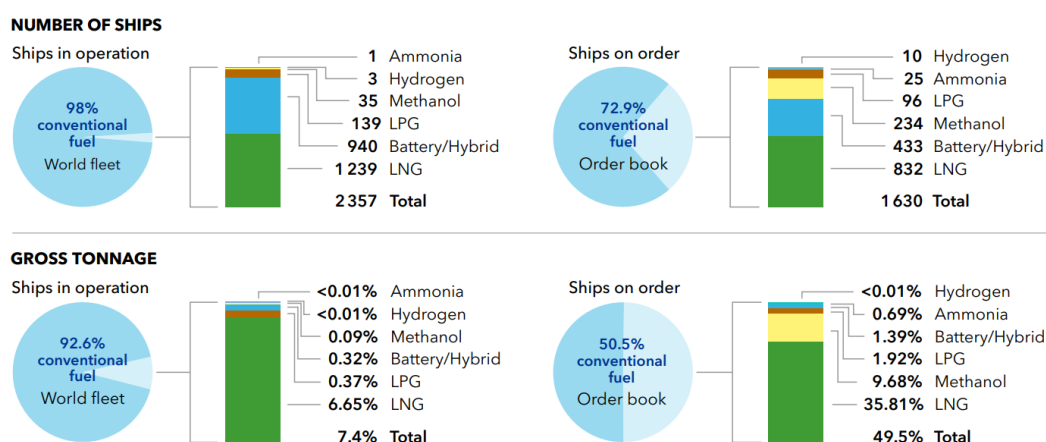 NUMBER OF SHIPS
Ships in operation
98%
conventional
fuel
World fleet
1 Ammonia
3 Hydrogen
35 Methanol
139 LPG
940 Battery/Hybrid
1 239 LNG
2 357 Total
Ships on order
72.9%
conventional
fuel
Order book
10 Hydrogen
25 Ammonia
96 LPG
234 Methanol
433 Battery/Hybrid
832 LNG
1 630 Total
GROSS TONNAGE
Ships in operation
92.6%
conventional
fuel
World fleet
<0.01% Ammonia
<0.01% Hydrogen
0.09% Methanol
0.32% Battery/Hybrid
0.37% LPG
6.65% LNG
7.4% Total
Ships on order
50.5%
conventional
fuel
Order book
<0.01% Hydrogen
0.69% Ammonia
1.39% Battery/Hybrid
1.92% LPG
9.68% Methanol
35.81% LNG
49.5% Total